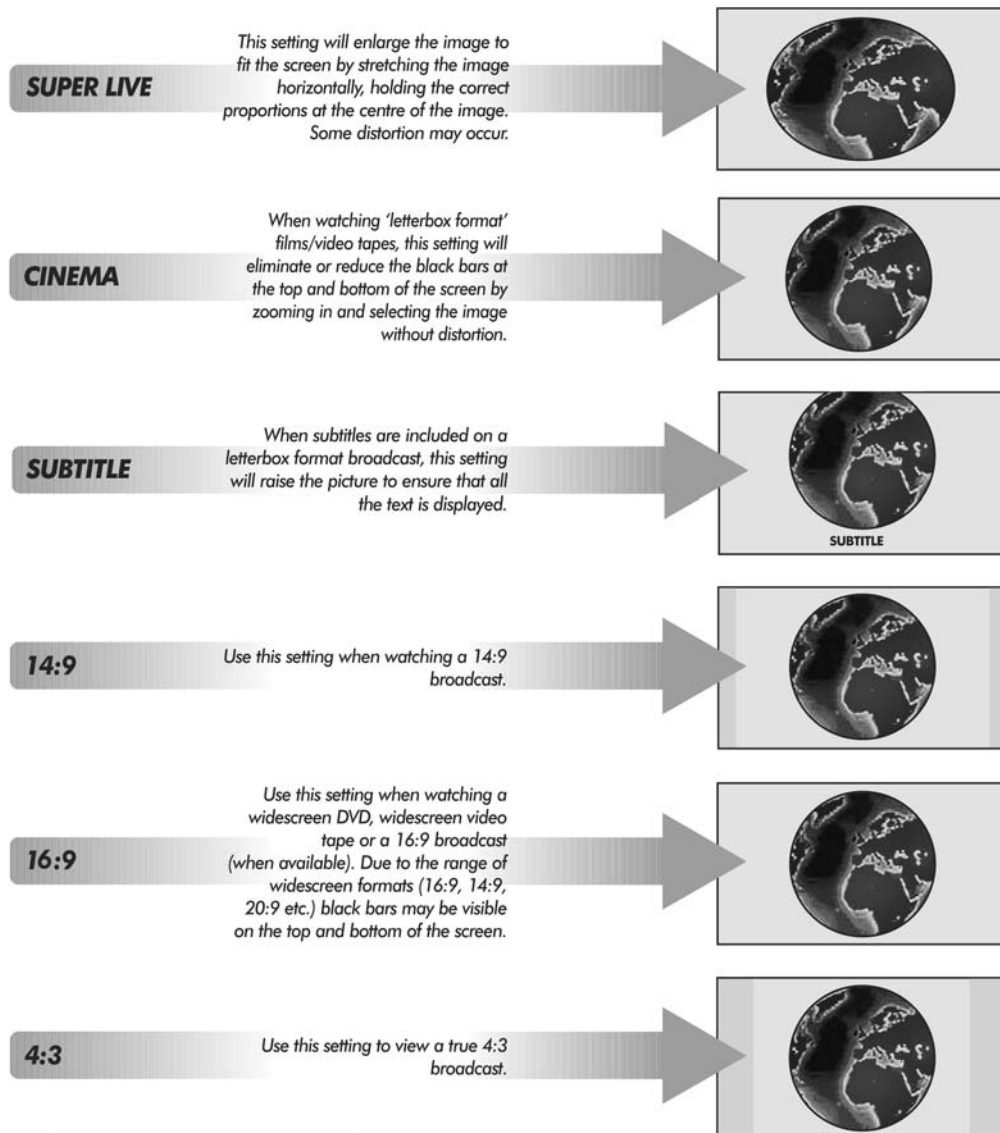 SUPER LIVE
This setting will enlarge the image to
fit the screen by stretching the image
horizontally, holding the correct
proportions at the centre of the image.
Some distortion may occur.
CINEMA
When watching ‘letterbox format’
films/video tapes, this setting will
eliminate or reduce the black bars at
the top and bottom of the screen by
zooming in and selecting the image
without distortion.
SUBTITLE
When subtitles are included on a
letterbox format broadcast, this setting
will raise the picture to ensure that all
the text is displayed.
SUBTITLE
14:9
Use this setting when watching a 14:9
broadcast.
16:9
Use this setting when watching a
widescreen DVD, widescreen video
tape or a 16:9 broadcast
(when available). Due to the range of
widescreen formats (16:9, 14:9,
20:9 etc.) black bars may be visible
on the top and bottom of the screen.
4:3
Use this setting to view a true 4:3
broadcast.